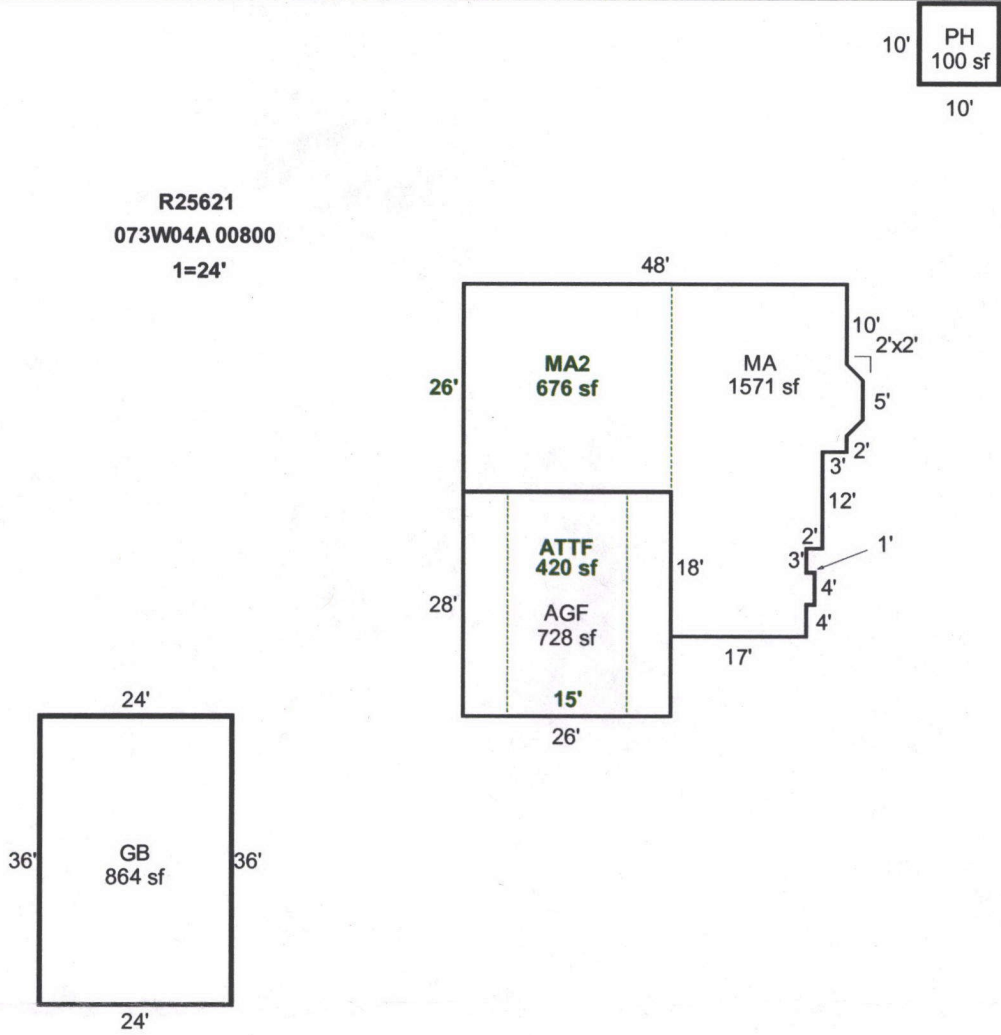 10'
PH
100 sf
10'
R25621
073W04A 00800
1=24'
48'
10'
2'x2'
MA2
676 sf
MA
1571 sf
26'
5'
2'
3'
12'
2'
3'
1'
ATTF
420 sf
18'
4'
28'
AGF
728 sf
4'
17'
15'
26'
24'
36'
GB
864 sf
36'
24'